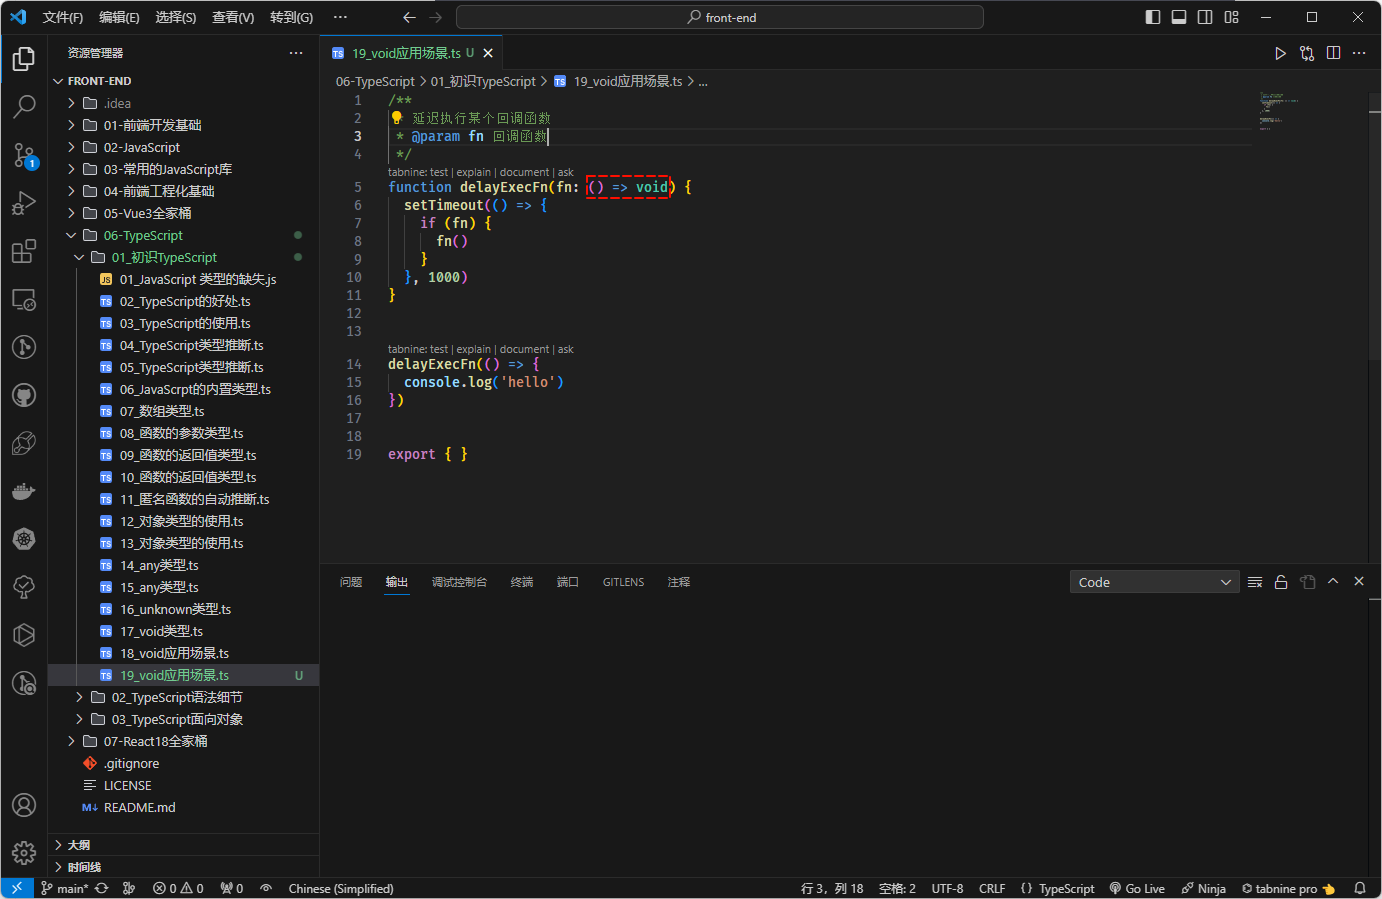 文件(F) 编辑(E) 选择(S) 查看(V) 转到(G) ··· front-end
资源管理器 ···
FRONT-END
.idea
01-前端开发基础
02-JavaScript
03-常用的JavaScript库
04-前端工程化基础
05-Vue3全家桶
06-TypeScript
01_初识TypeScript
JS 01_JavaScript 类型的缺失.js
TS 02_TypeScript的好处.ts
TS 03_TypeScript的使用.ts
TS 04_TypeScript类型推断.ts
TS 05_TypeScript类型推断.ts
TS 06_JavaScrpt的内置类型.ts
TS 07_数组类型.ts
TS 08_函数的参数类型.ts
TS 09_函数的返回值类型.ts
TS 10_函数的返回值类型.ts
TS 11_匿名函数的自动推断.ts
TS 12_对象类型的使用.ts
TS 13_对象类型的使用.ts
TS 14_any类型.ts
TS 15_any类型.ts
TS 16_unknown类型.ts
TS 17_void类型.ts
TS 18_void应用场景.ts
TS 19_void应用场景.ts U
02_TypeScript语法细节
03_TypeScript面向对象
07-React18全家桶
.gitignore
LICENSE
M↓ README.md
大纲
时间线
1
TS 19_void应用场景.ts U
06-TypeScript > 01_初识TypeScript > TS 19_void应用场景.ts > ...
1 /**
2 延迟执行某个回调函数
3 * @param fn 回调函数
4 */
tabnine: test | explain | document | ask
5 function delayExecFn(fn: () => void) {
6 setTimeout(() => {
7 if (fn) {
8 fn()
9 }
10 }, 1000)
11 }
12
13
tabnine: test | explain | document | ask
14 delayExecFn(() => {
15 console.log('hello')
16 })
17
18
19 export { }
问题 输出 调试控制台 终端 端口 GITLENS 注释 Code
main* 0 0 0 Chinese (Simplified) 行 3，列 18 空格: 2 UTF-8 CRLF {} TypeScript Go Live Ninja tabnine pro